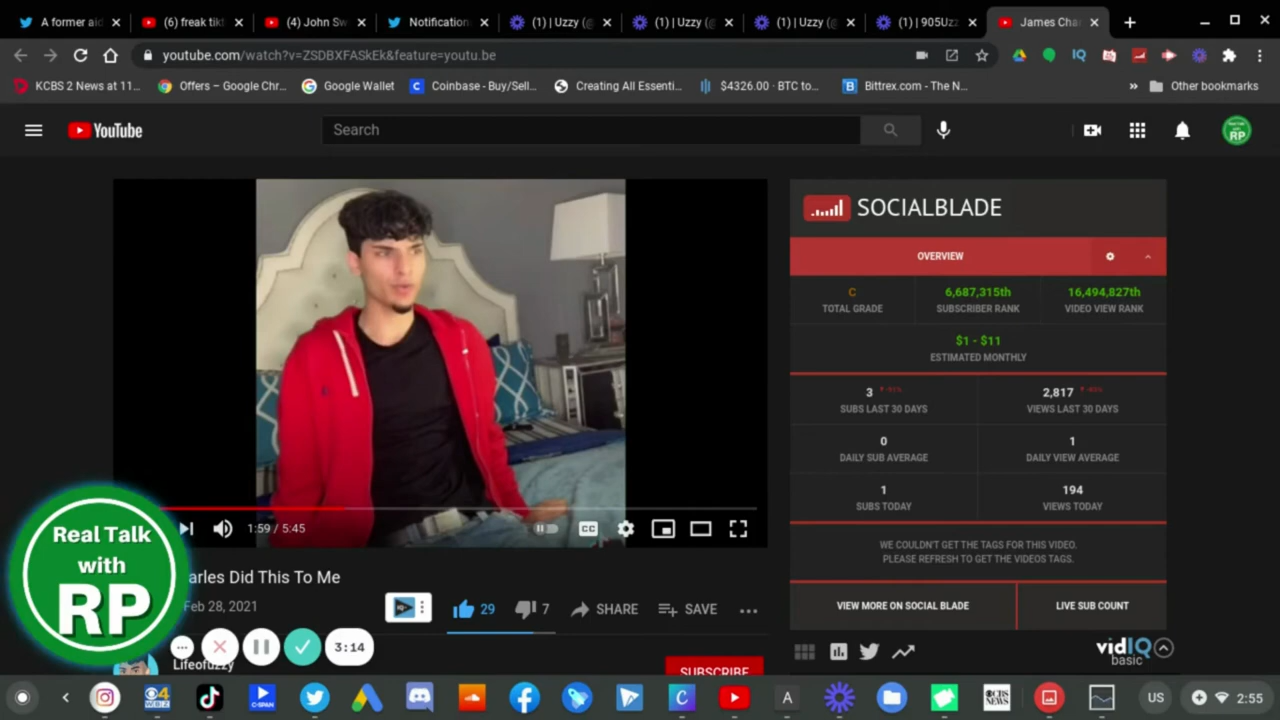 A former aid
(6) freak tikt
(4) John Sw
Notification
(1) | Uzzy (@
(1) | Uzzy (@
(1) | Uzzy (@
(1) | 905Uzz
James Char
youtube.com/watch?v=ZSDBXFASkEk&feature=youtu.be
KCBS 2 News at 11...
Offers – Google Chr...
Google Wallet
Coinbase - Buy/Sell...
Creating All Essenti...
$4326.00 · BTC to...
Bittrex.com - The N...
Other bookmarks
YouTube
Search
Real Talk with RP
SOCIALBLADE
OVERVIEW
C
6,687,315th
16,494,827th
TOTAL GRADE
SUBSCRIBER RANK
VIDEO VIEW RANK
$1 - $11
ESTIMATED MONTHLY
3
2,817
SUBS LAST 30 DAYS
VIEWS LAST 30 DAYS
0
1
DAILY SUB AVERAGE
DAILY VIEW AVERAGE
1
194
SUBS TODAY
VIEWS TODAY
WE COULDN'T GET THE TAGS FOR THIS VIDEO.
PLEASE REFRESH TO GET THE VIDEOS TAGS.
VIEW MORE ON SOCIAL BLADE
LIVE SUB COUNT
vidIQ
basic
1:59 / 5:45
CC
Real Talk
with
RP
arles Did This To Me
Feb 28, 2021
29
7
SHARE
SAVE
3:14
Lifeofuzzy
SUBSCRIBE
US
2:55